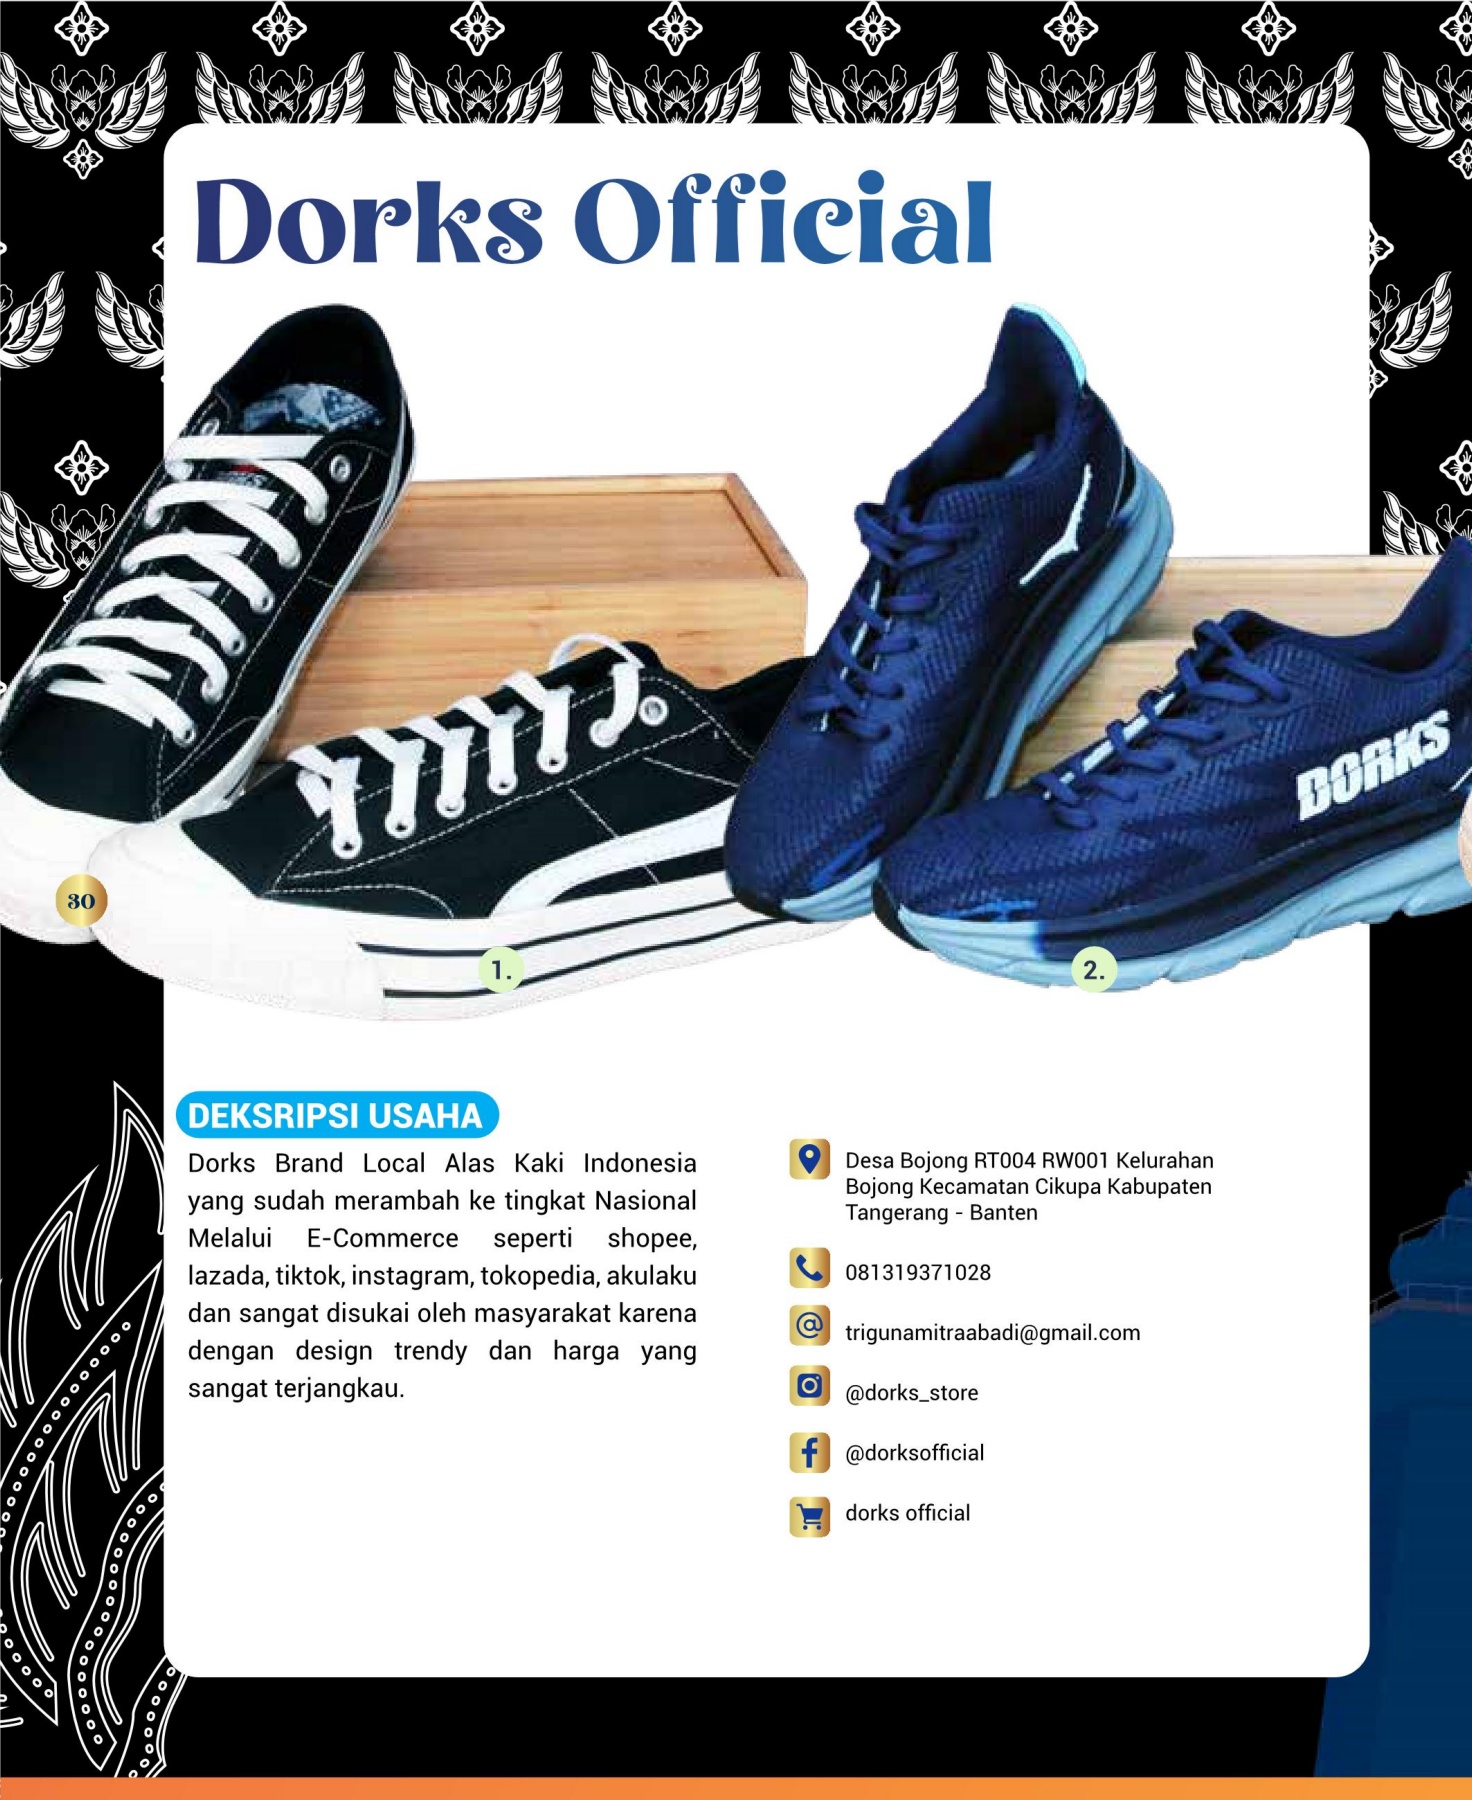 Dorks Official
DORKS
30
1.
2.
DEKSRIPSI USAHA
Dorks Brand Local Alas Kaki Indonesia
yang sudah merambah ke tingkat Nasional
Melalui E-Commerce seperti shopee,
lazada, tiktok, instagram, tokopedia, akulaku
dan sangat disukai oleh masyarakat karena
dengan design trendy dan harga yang
sangat terjangkau.
Desa Bojong RT004 RW001 Kelurahan
Bojong Kecamatan Cikupa Kabupaten
Tangerang - Banten
081319371028
trigunamitraabadi@gmail.com
@dorks_store
@dorksofficial
dorks official